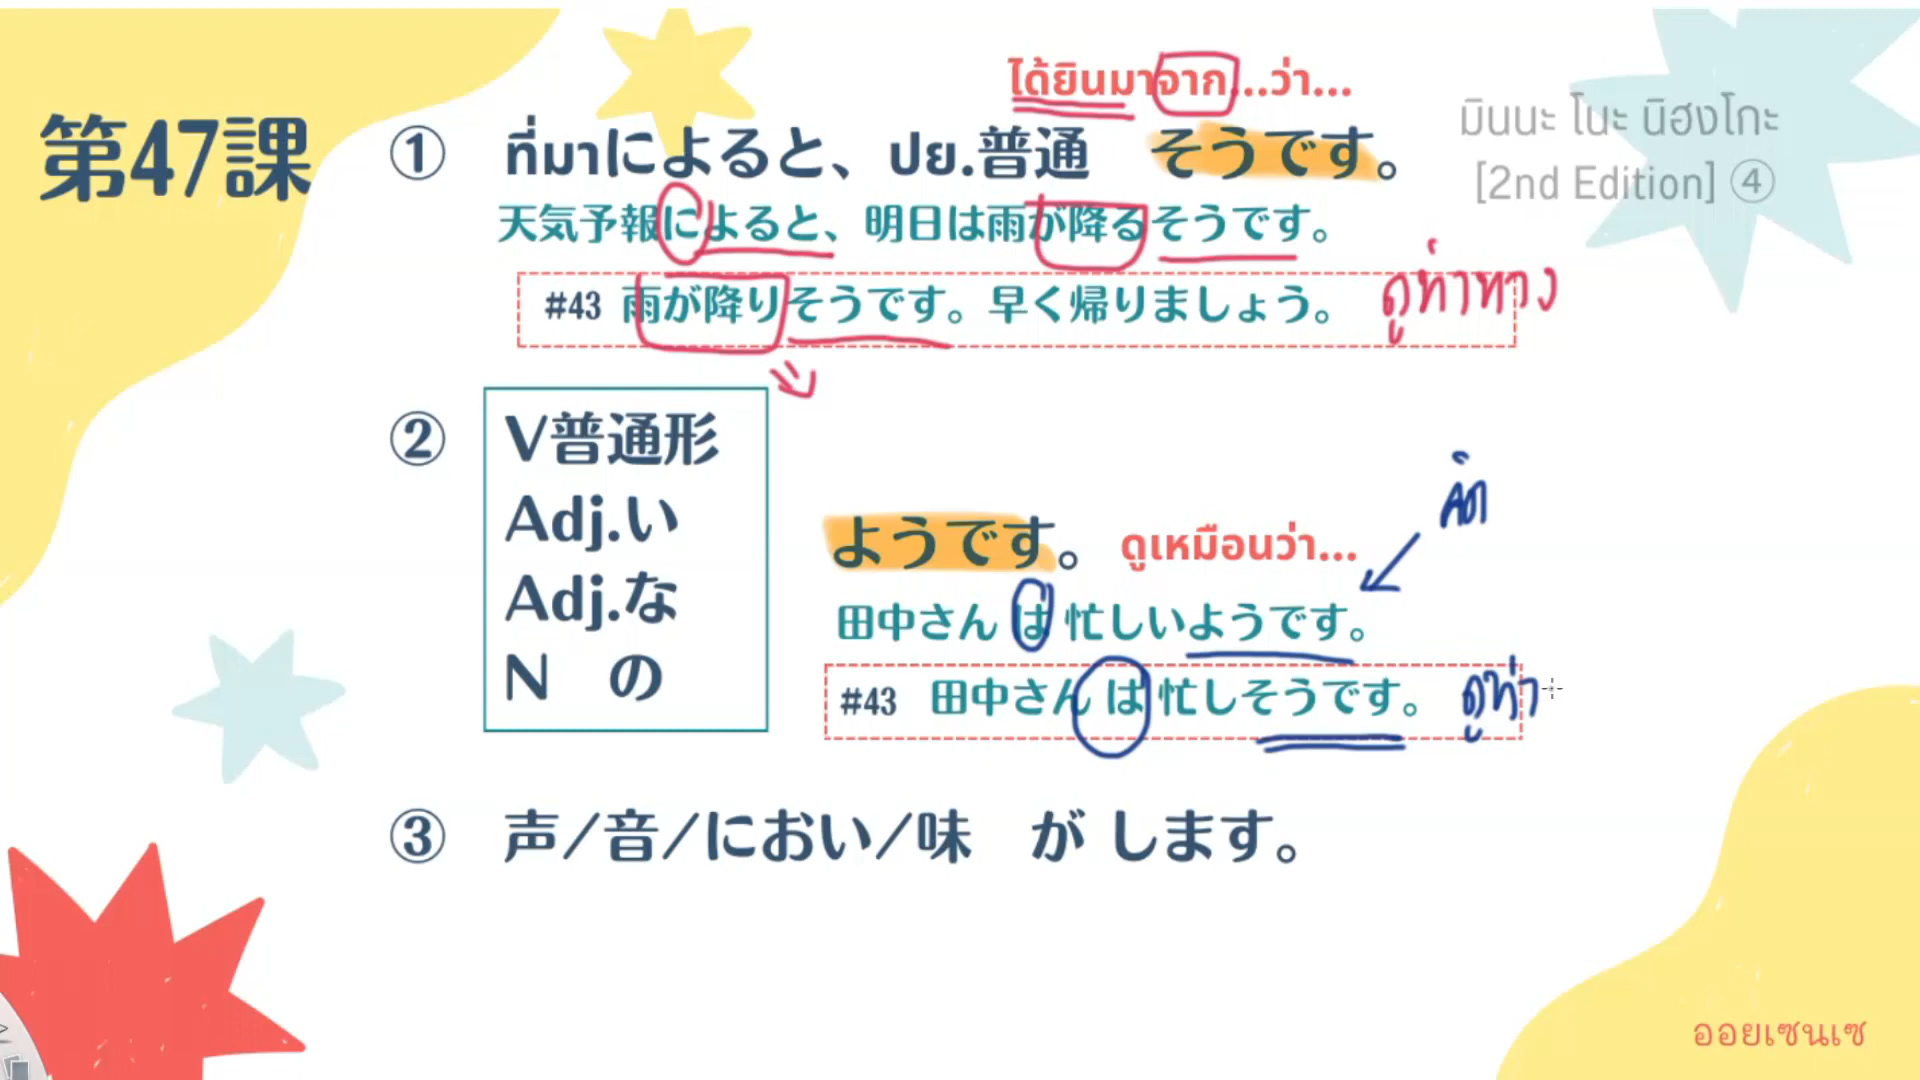 ได้ยินมาจาก...ว่า...
第47課
① ที่มาによると、ปย.普通 そうです。
มินนะ โนะ นิฮงโกะ
[2nd Edition] ④
天気予報によると、明日は雨が降るそうです。
#43 雨が降りそうです。早く帰りましょう。 ดูท่าทาง
② V普通形
Adj.い
Adj.な
N の
ようです。 ดูเหมือนว่า...
田中さん は 忙しいようです。
#43 田中さん は 忙しそうです。 ดูท่า
③ 声／音／におい／味 が します。
ออยเซนเซ